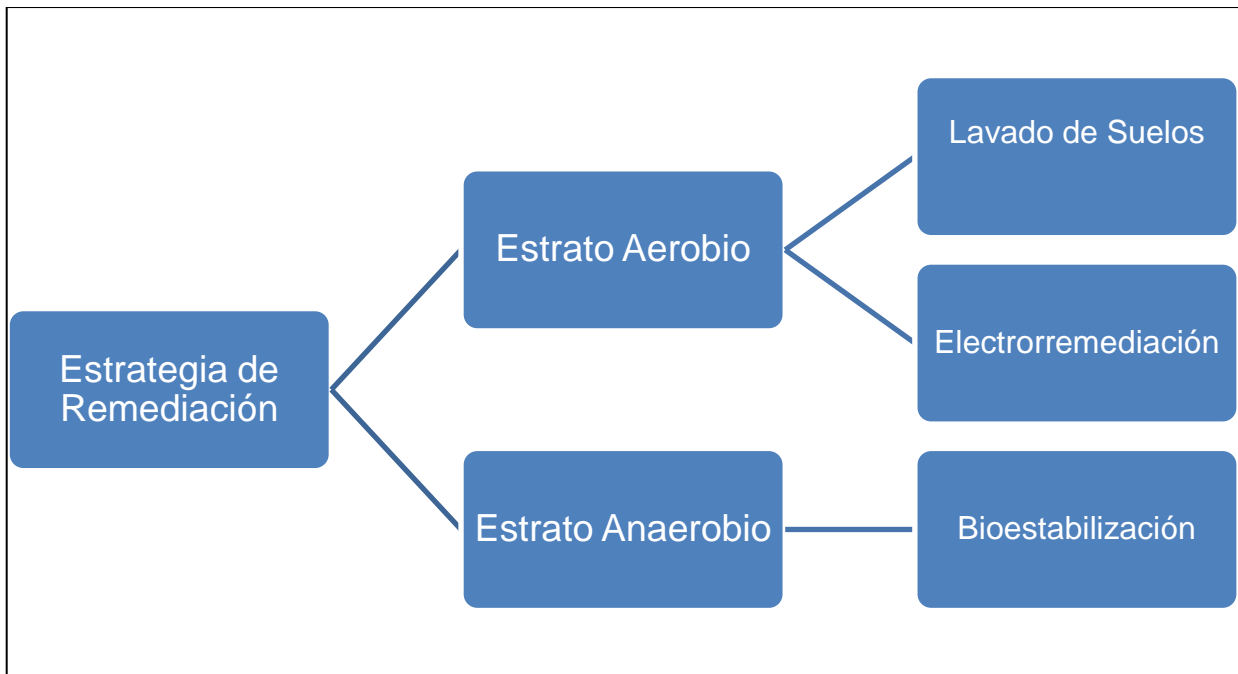 Estrategia de
Remediación
Estrato Aerobio
Lavado de Suelos
Electrorremediación
Estrato Anaerobio
Bioestabilización